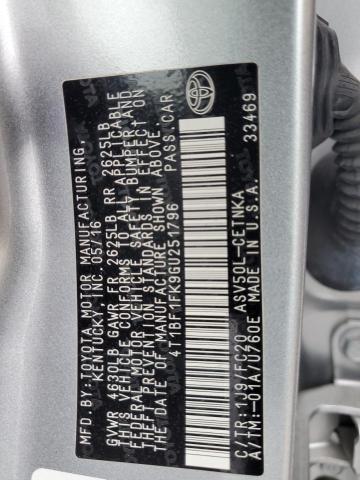 MFD.BY:TOYOTA MOTOR MANUFACTURING,
KENTUCKY, INC. 05/16
GVWR 4630LB GAWR FR 2625LB RR 2625LB
THIS VEHICLE CONFORMS TO ALL APPLICABLE
FEDERAL MOTOR VEHICLE SAFETY, BUMPER, AND
THEFT PREVENTION STANDARDS IN EFFECT ON
THE DATE OF MANUFACTURE SHOWN ABOVE.
4T1BF1FK9GU251796 PASS.CAR
TOYOTA
C/TR:1J9/FC20 ASV50L-CETNKA
A/TM:-01A/U760E MADE IN U.S.A. 33469